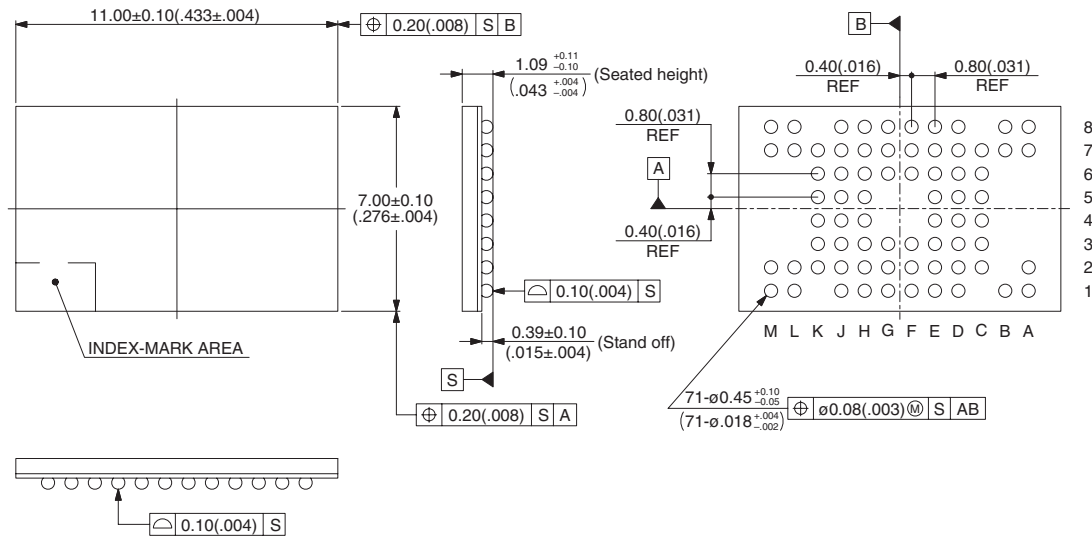 11.00±0.10(.433±.004)
⌖ 0.20(.008) S B
1.09 +0.11 −0.10
(.043 +.004 −.004)
(Seated height)
7.00±0.10
(.276±.004)
INDEX-MARK AREA
⌓ 0.10(.004) S
0.39±0.10
(.015±.004)
(Stand off)
S
⌖ 0.20(.008) S A
⌓ 0.10(.004) S
B
0.40(.016)
REF
0.80(.031)
REF
0.80(.031)
REF
A
0.40(.016)
REF
8
7
6
5
4
3
2
1
M L K J H G F E D C B A
71-ø0.45 +0.10 −0.05
(71-ø.018 +.004 −.002)
⌖ ø0.08(.003) Ⓜ S AB